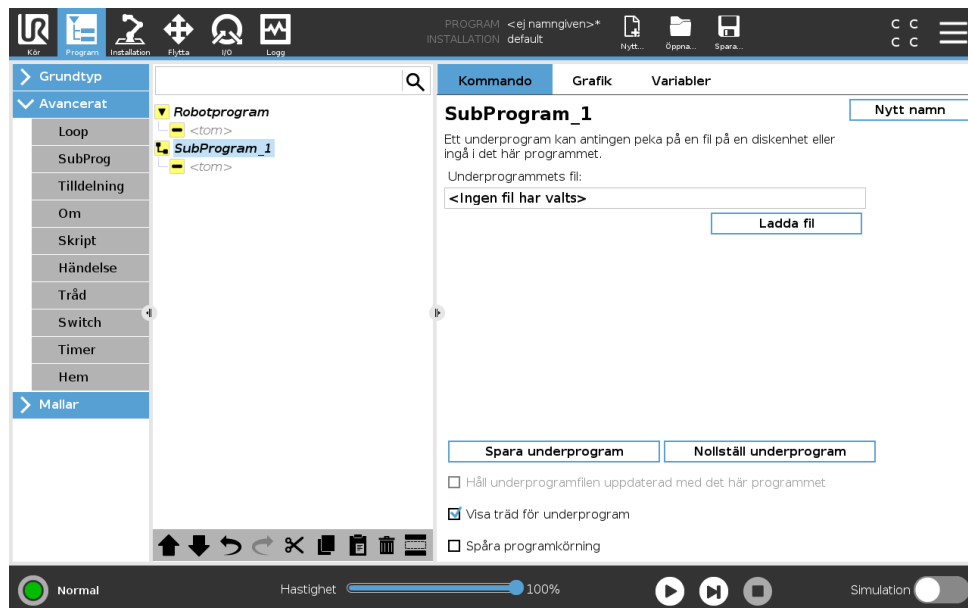 UR
Kör
Program
Installation
Flytta
I/O
Logg
PROGRAM <ej namngiven>*
INSTALLATION default
Nytt...
Öppna...
Spara...
C C
C C
Grundtyp
Avancerat
Loop
SubProg
Tilldelning
Om
Skript
Händelse
Tråd
Switch
Timer
Hem
Mallar
Robotprogram
<tom>
SubProgram_1
<tom>
Kommando
Grafik
Variabler
SubProgram_1
Nytt namn
Ett underprogram kan antingen peka på en fil på en diskenhet eller
ingå i det här programmet.
Underprogrammets fil:
<Ingen fil har valts>
Ladda fil
Spara underprogram
Nollställ underprogram
Håll underprogramfilen uppdaterad med det här programmet
Visa träd för underprogram
Spåra programkörning
Normal
Hastighet
100%
Simulation